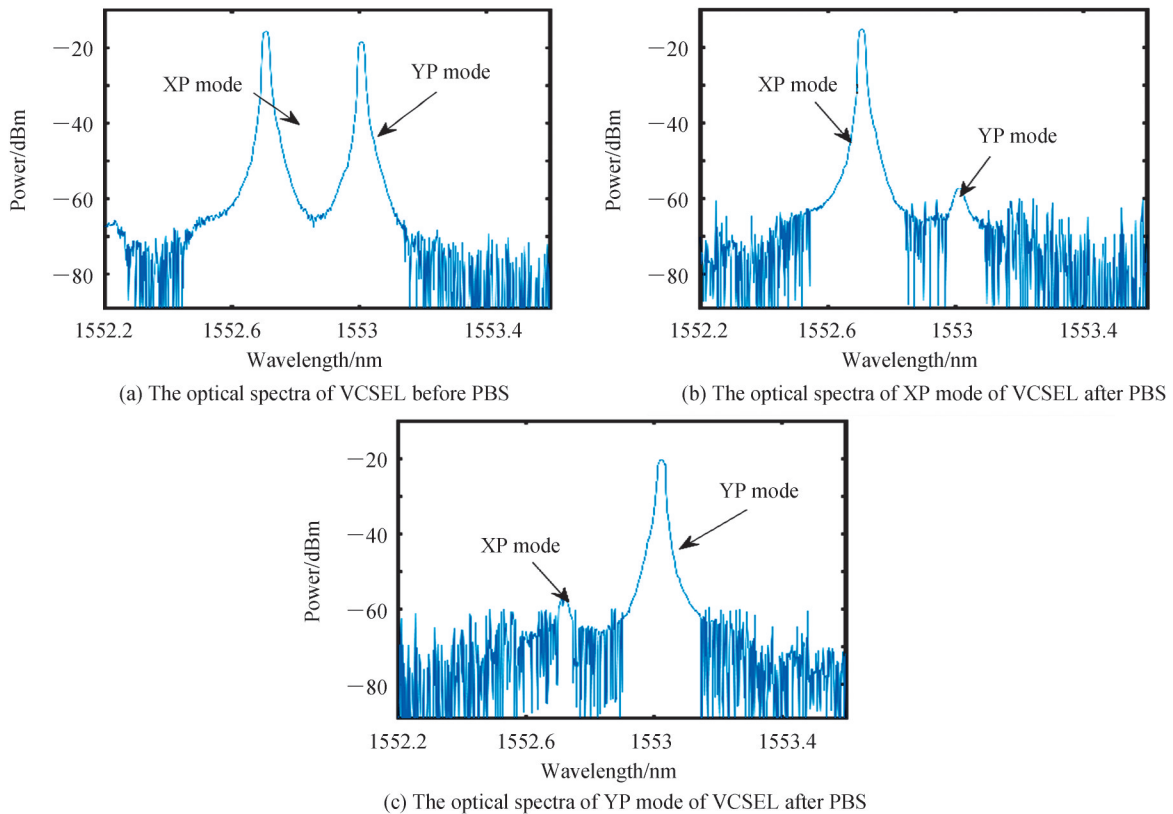 −20
XP mode
YP mode
−40
Power/dBm
−60
−80
1552.2
1552.6
1553
1553.4
Wavelength/nm
(a) The optical spectra of VCSEL before PBS
−20
XP mode
−40
YP mode
Power/dBm
−60
−80
1552.2
1552.6
1553
1553.4
Wavelength/nm
(b) The optical spectra of XP mode of VCSEL after PBS
−20
YP mode
−40
XP mode
Power/dBm
−60
−80
1552.2
1552.6
1553
1553.4
Wavelength/nm
(c) The optical spectra of YP mode of VCSEL after PBS